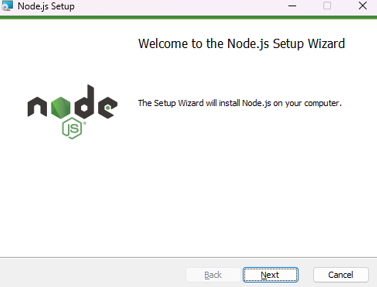 Node.js Setup
Welcome to the Node.js Setup Wizard
The Setup Wizard will install Node.js on your computer.
node
JS®
Back
Next
Cancel